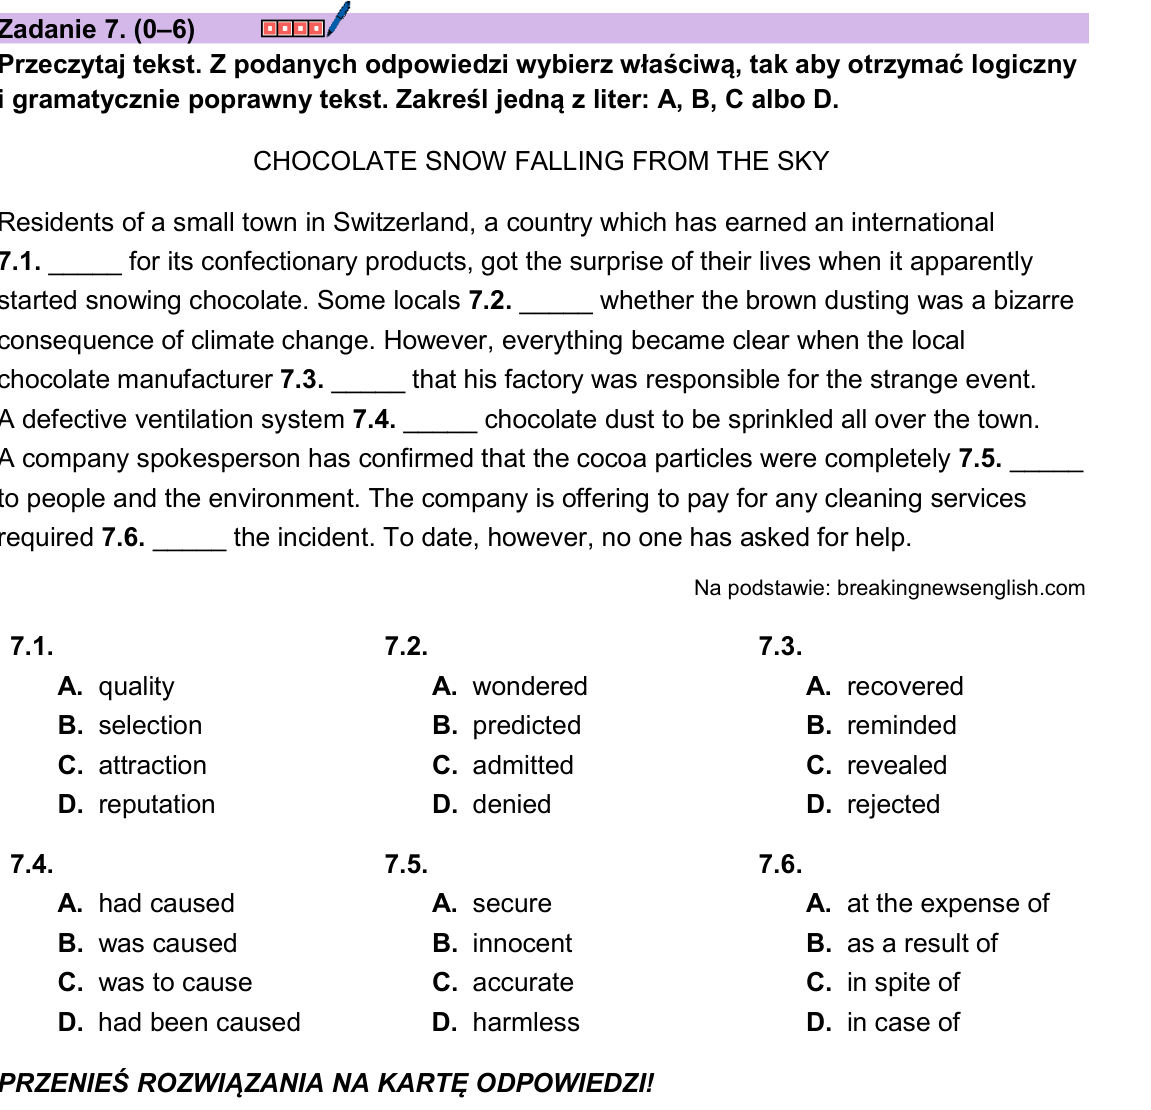 Zadanie 7. (0–6)
Przeczytaj tekst. Z podanych odpowiedzi wybierz właściwą, tak aby otrzymać logiczny
i gramatycznie poprawny tekst. Zakreśl jedną z liter: A, B, C albo D.
CHOCOLATE SNOW FALLING FROM THE SKY
Residents of a small town in Switzerland, a country which has earned an international
7.1. _____ for its confectionary products, got the surprise of their lives when it apparently
started snowing chocolate. Some locals 7.2. _____ whether the brown dusting was a bizarre
consequence of climate change. However, everything became clear when the local
chocolate manufacturer 7.3. _____ that his factory was responsible for the strange event.
A defective ventilation system 7.4. _____ chocolate dust to be sprinkled all over the town.
A company spokesperson has confirmed that the cocoa particles were completely 7.5. _____
to people and the environment. The company is offering to pay for any cleaning services
required 7.6. _____ the incident. To date, however, no one has asked for help.
Na podstawie: breakingnewsenglish.com
7.1. 7.2. 7.3.
A. quality A. wondered A. recovered
B. selection B. predicted B. reminded
C. attraction C. admitted C. revealed
D. reputation D. denied D. rejected
7.4. 7.5. 7.6.
A. had caused A. secure A. at the expense of
B. was caused B. innocent B. as a result of
C. was to cause C. accurate C. in spite of
D. had been caused D. harmless D. in case of
PRZENIEŚ ROZWIĄZANIA NA KARTĘ ODPOWIEDZI!